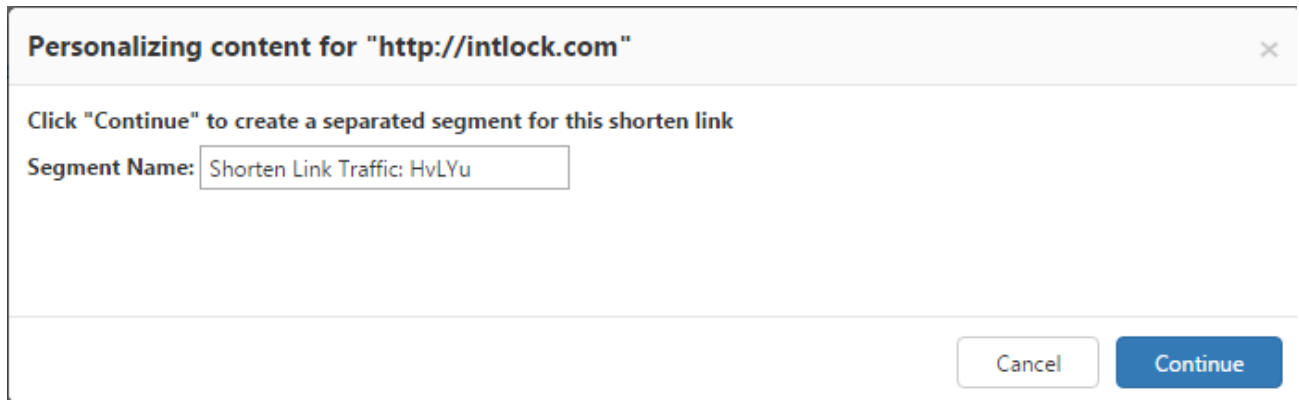 Personalizing content for "http://intlock.com"
×
Click "Continue" to create a separated segment for this shorten link
Segment Name: Shorten Link Traffic: HvLYu
Cancel Continue